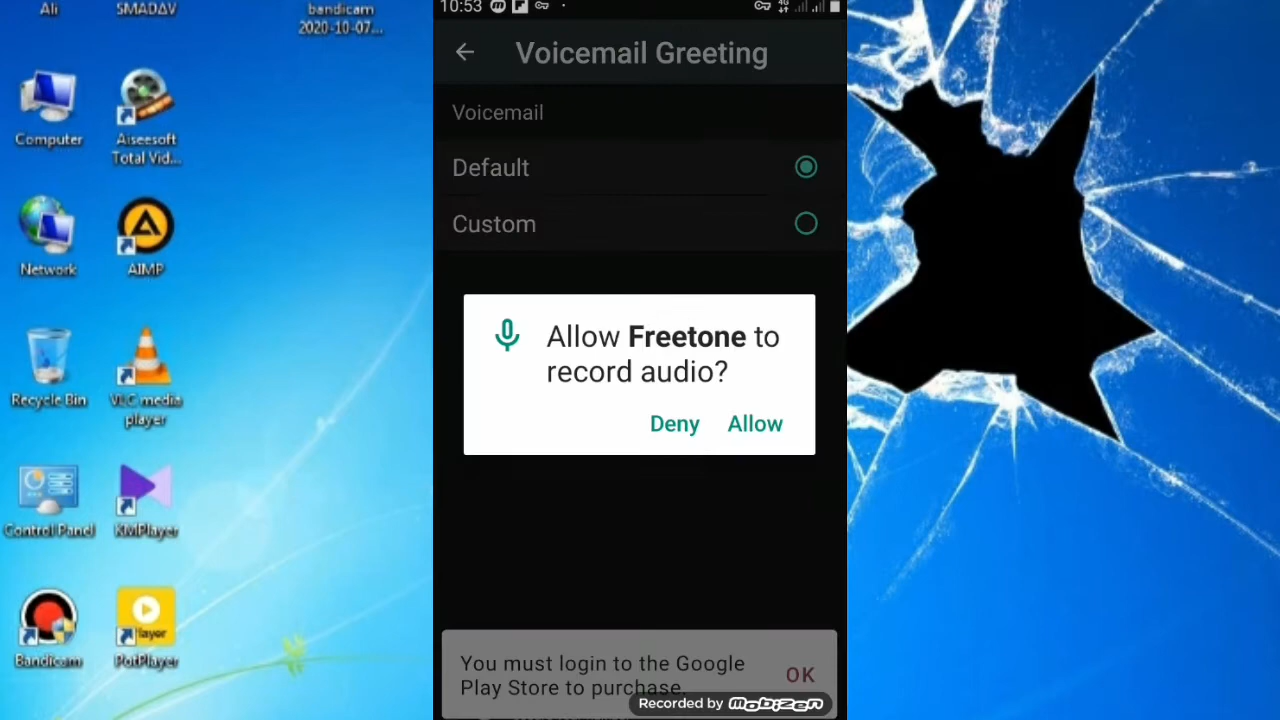 Ali
SMADAV
bandicam
2020-10-07...
Computer
Aiseesoft
Total Vid...
Network
AIMP
Recycle Bin
VLC media
player
Control Panel
KMPlayer
Bandicam
layer
PotPlayer
10:53
4G
Voicemail Greeting
Voicemail
Default
Custom
Allow Freetone to
record audio?
Deny Allow
You must login to the Google
Play Store to purchase.
OK
Recorded by mobizen